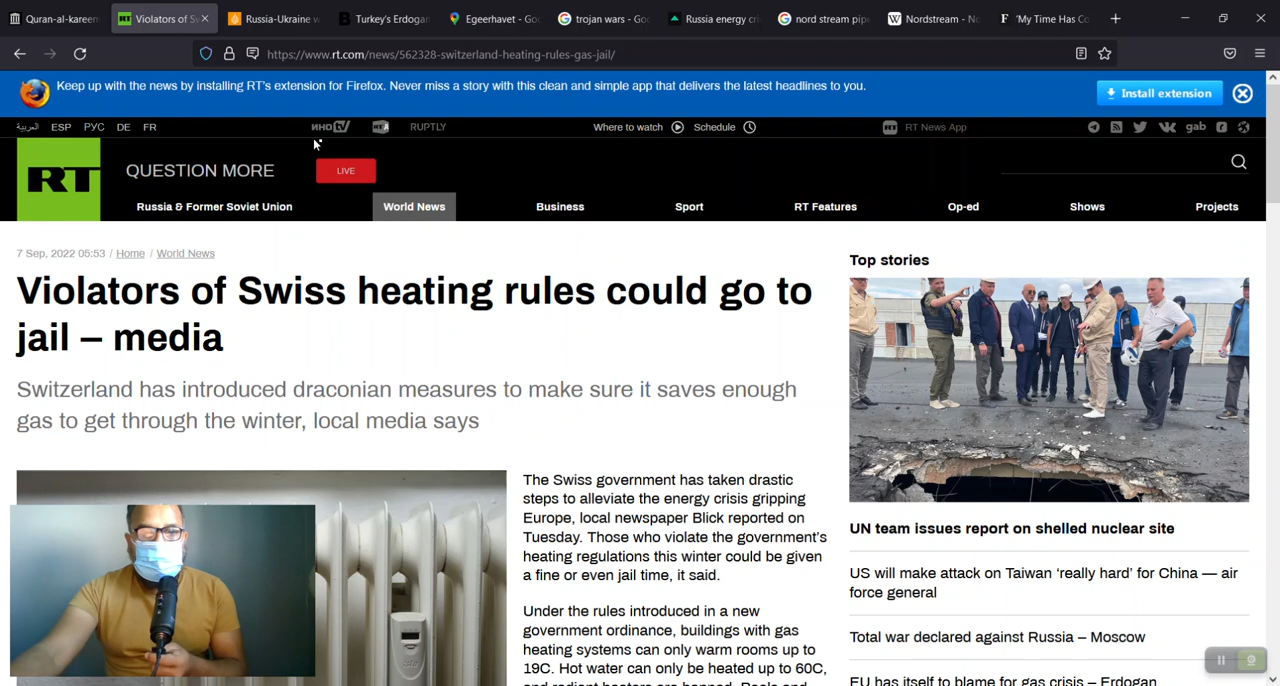 Quran-al-kareem
Violators of Sw
Russia-Ukraine w
Turkey's Erdogan
Egeerhavet - Goo
trojan wars - Goo
Russia energy cri
nord stream pipe
Nordstream - No
'My Time Has Co
https://www.rt.com/news/562328-switzerland-heating-rules-gas-jail/
Keep up with the news by installing RT's extension for Firefox. Never miss a story with this clean and simple app that delivers the latest headlines to you.
Install extension
العربية ESP РУС DE FR
ИНОTV
RUPTLY
Where to watch
Schedule
RT News App
gab
RT
QUESTION MORE
LIVE
Russia & Former Soviet Union
World News
Business
Sport
RT Features
Op-ed
Shows
Projects
7 Sep, 2022 05:53 / Home / World News
Violators of Swiss heating rules could go to
jail – media
Switzerland has introduced draconian measures to make sure it saves enough
gas to get through the winter, local media says
The Swiss government has taken drastic
steps to alleviate the energy crisis gripping
Europe, local newspaper Blick reported on
Tuesday. Those who violate the government's
heating regulations this winter could be given
a fine or even jail time, it said.
Under the rules introduced in a new
government ordinance, buildings with gas
heating systems can only warm rooms up to
19C. Hot water can only be heated up to 60C,
and radiant heaters are banned. Pools and
Top stories
UN team issues report on shelled nuclear site
US will make attack on Taiwan 'really hard' for China — air
force general
Total war declared against Russia – Moscow
EU has itself to blame for gas crisis – Erdogan